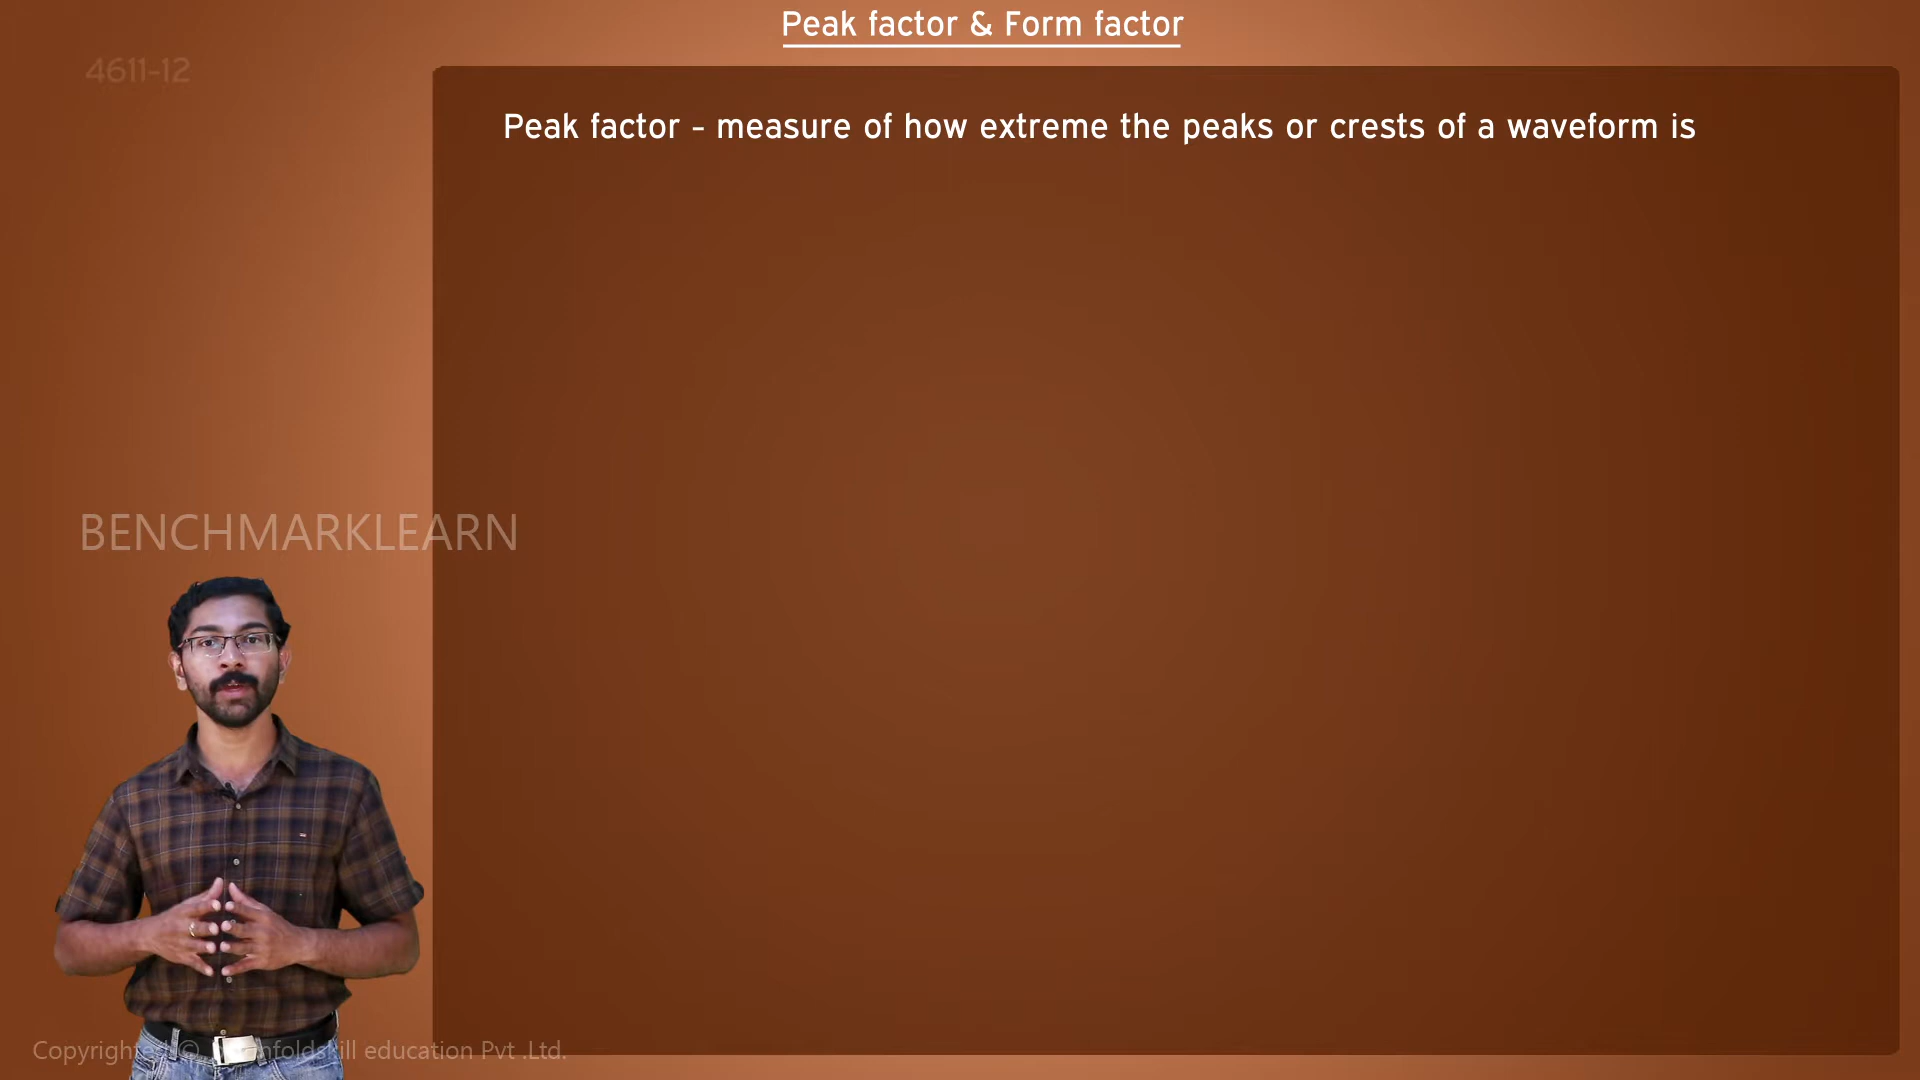 Peak factor & Form factor
4611-12
Peak factor - measure of how extreme the peaks or crests of a waveform is
BENCHMARKLEARN
Copyrighted © education Pvt .Ltd.